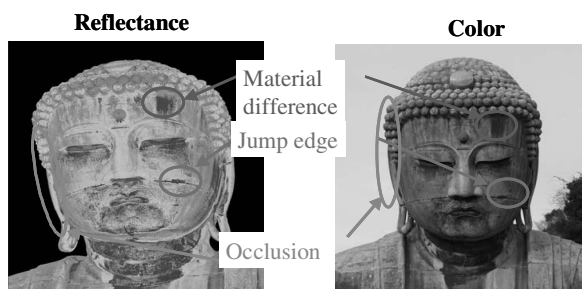 Reflectance
Color
Material
difference
Jump edge
Occlusion